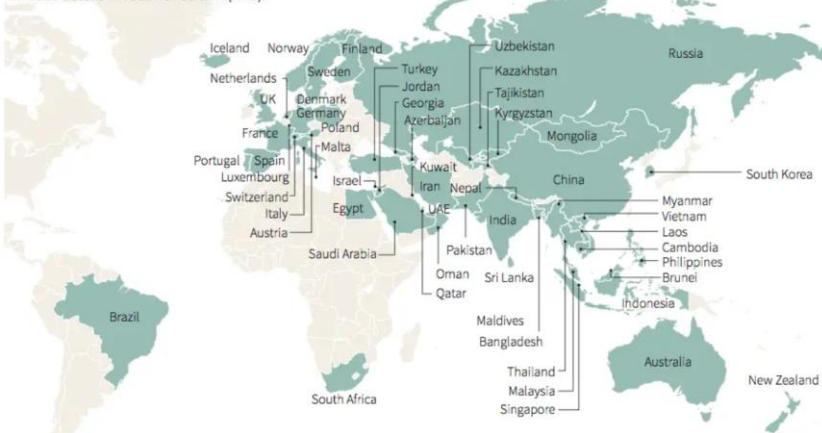 Iceland
Norway
Finland
Sweden
Netherlands
UK
Denmark
Germany
Poland
France
Malta
Portugal
Spain
Luxembourg
Switzerland
Italy
Austria
Turkey
Jordan
Georgia
Azerbaijan
Uzbekistan
Kazakhstan
Tajikistan
Kyrgyzstan
Russia
Mongolia
China
South Korea
Kuwait
Iran
Israel
Egypt
UAE
Nepal
India
Saudi Arabia
Pakistan
Oman
Qatar
Sri Lanka
Maldives
Bangladesh
Myanmar
Vietnam
Laos
Cambodia
Philippines
Brunei
Indonesia
Thailand
Malaysia
Singapore
Brazil
South Africa
Australia
New Zealand